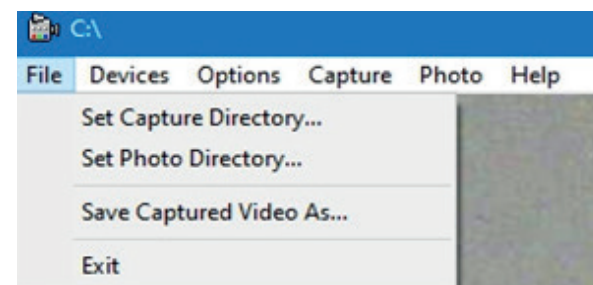 C:\
File Devices Options Capture Photo Help
Set Capture Directory...
Set Photo Directory...
Save Captured Video As...
Exit